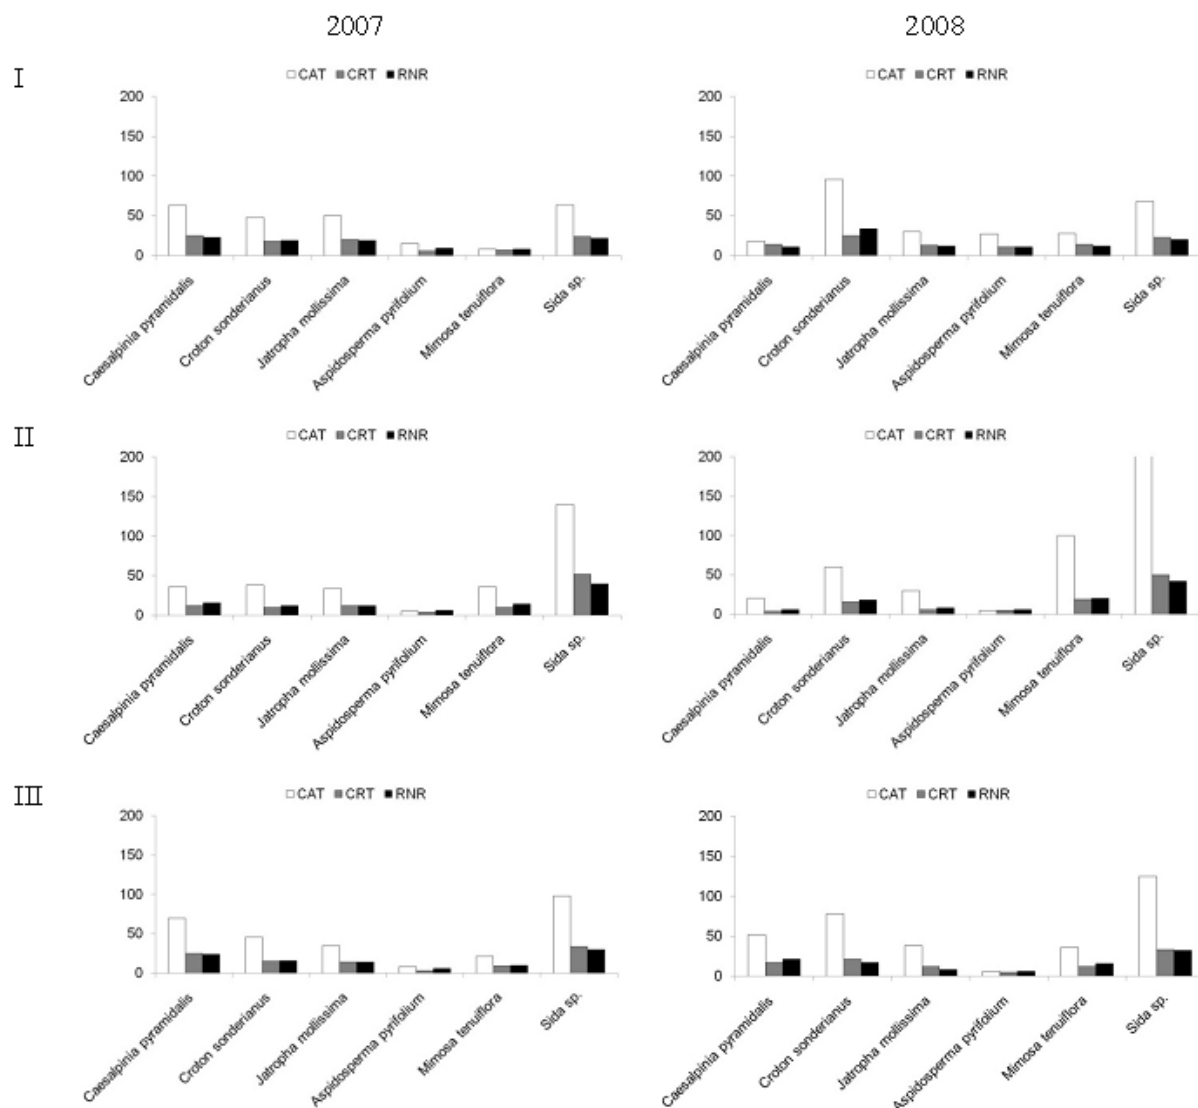 2007
2008
I
CAT CRT RNR
200
150
100
50
0
Caesalpinia pyramidalis
Croton sonderianus
Jatropha mollissima
Aspidosperma pyrifolium
Mimosa tenuiflora
Sida sp.
CAT CRT RNR
200
150
100
50
0
Caesalpinia pyramidalis
Croton sonderianus
Jatropha mollissima
Aspidosperma pyrifolium
Mimosa tenuiflora
Sida sp.
II
CAT CRT RNR
200
150
100
50
0
Caesalpinia pyramidalis
Croton sonderianus
Jatropha mollissima
Aspidosperma pyrifolium
Mimosa tenuiflora
Sida sp.
CAT CRT RNR
200
150
100
50
0
Caesalpinia pyramidalis
Croton sonderianus
Jatropha mollissima
Aspidosperma pyrifolium
Mimosa tenuiflora
Sida sp.
III
CAT CRT RNR
200
150
100
50
0
Caesalpinia pyramidalis
Croton sonderianus
Jatropha mollissima
Aspidosperma pyrifolium
Mimosa tenuiflora
Sida sp.
CAT CRT RNR
200
150
100
50
0
Caesalpinia pyramidalis
Croton sonderianus
Jatropha mollissima
Aspidosperma pyrifolium
Mimosa tenuiflora
Sida sp.